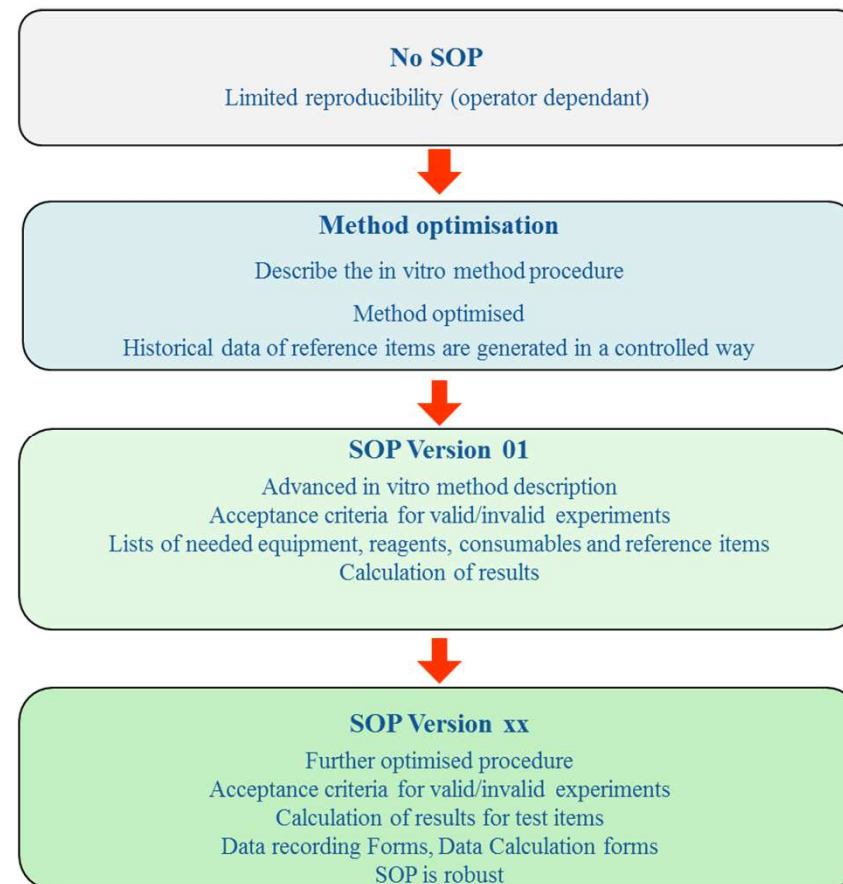 No SOP
Limited reproducibility (operator dependant)
Method optimisation
Describe the in vitro method procedure
Method optimised
Historical data of reference items are generated in a controlled way
SOP Version 01
Advanced in vitro method description
Acceptance criteria for valid/invalid experiments
Lists of needed equipment, reagents, consumables and reference items
Calculation of results
SOP Version xx
Further optimised procedure
Acceptance criteria for valid/invalid experiments
Calculation of results for test items
Data recording Forms, Data Calculation forms
SOP is robust